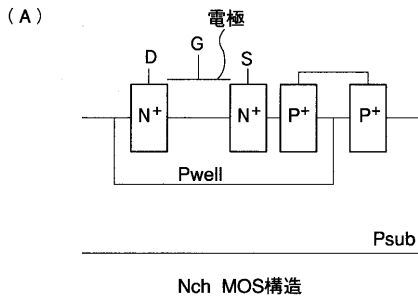 (A)
電極
D G S
N⁺ N⁺ P⁺ P⁺
Pwell
Psub
Nch MOS構造